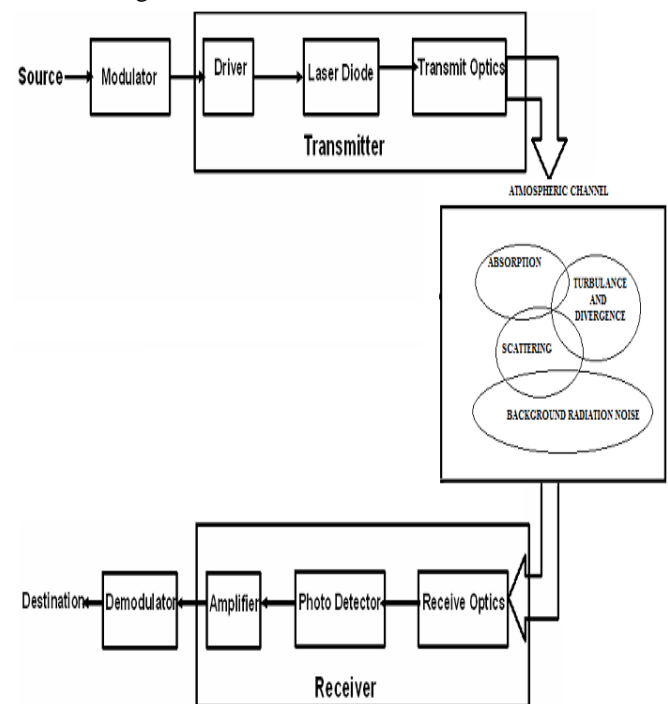 Source
Modulator
Driver
Laser Diode
Transmit Optics
Transmitter
ATMOSPHERIC CHANNEL
ABSORPTION
TURBULANCE
AND
DIVERGENCE
SCATTERING
BACKGROUND RADIATION NOISE
Destination
Demodulator
Amplifier
Photo Detector
Receive Optics
Receiver